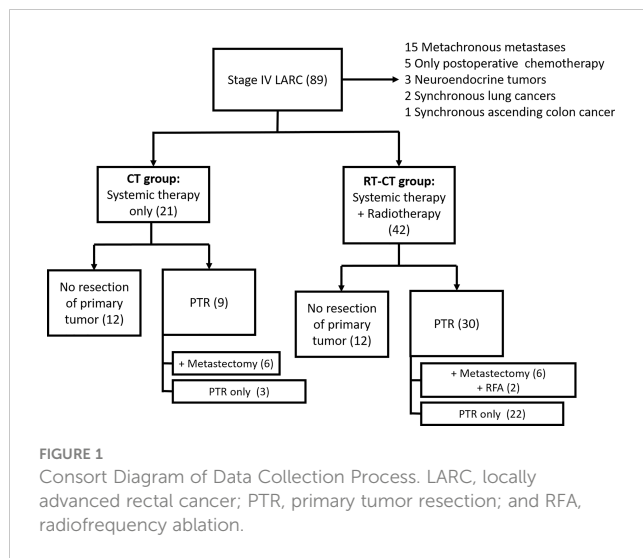 Stage IV LARC (89)
15 Metachronous metastases
5 Only postoperative chemotherapy
3 Neuroendocrine tumors
2 Synchronous lung cancers
1 Synchronous ascending colon cancer
CT group:
Systemic therapy
only (21)
RT-CT group:
Systemic therapy
+ Radiotherapy
(42)
No resection
of primary
tumor (12)
PTR (9)
+ Metastectomy (6)
PTR only (3)
No resection
of primary
tumor (12)
PTR (30)
+ Metastectomy (6)
+ RFA (2)
PTR only (22)
FIGURE 1
Consort Diagram of Data Collection Process. LARC, locally
advanced rectal cancer; PTR, primary tumor resection; and RFA,
radiofrequency ablation.